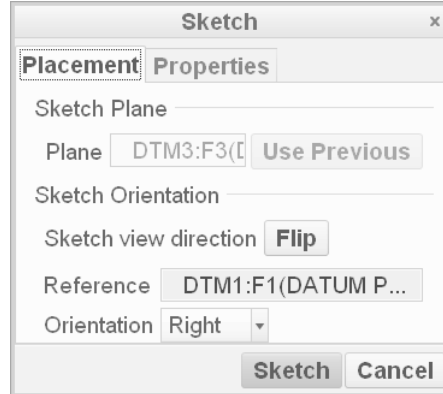 Sketch x
Placement Properties
Sketch Plane
Plane DTM3:F3(D Use Previous
Sketch Orientation
Sketch view direction Flip
Reference DTM1:F1(DATUM P...
Orientation Right
Sketch Cancel